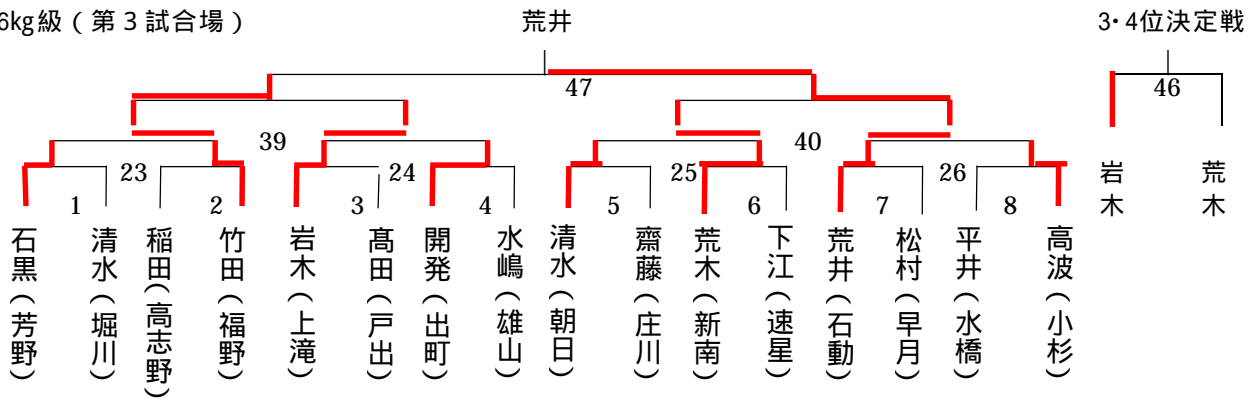 6kg級（第３試合場）
荒井
3・4位決定戦
47
46
39
40
23
24
25
26
1
2
3
4
5
6
7
8
岩木
荒木
石黒（芳野）
清水（堀川）
稲田（高志野）
竹田（福野）
岩木（上滝）
髙田（戸出）
開発（出町）
水嶋（雄山）
清水（朝日）
齋藤（庄川）
荒木（新南）
下江（速星）
荒井（石動）
松村（早月）
平井（水橋）
高波（小杉）